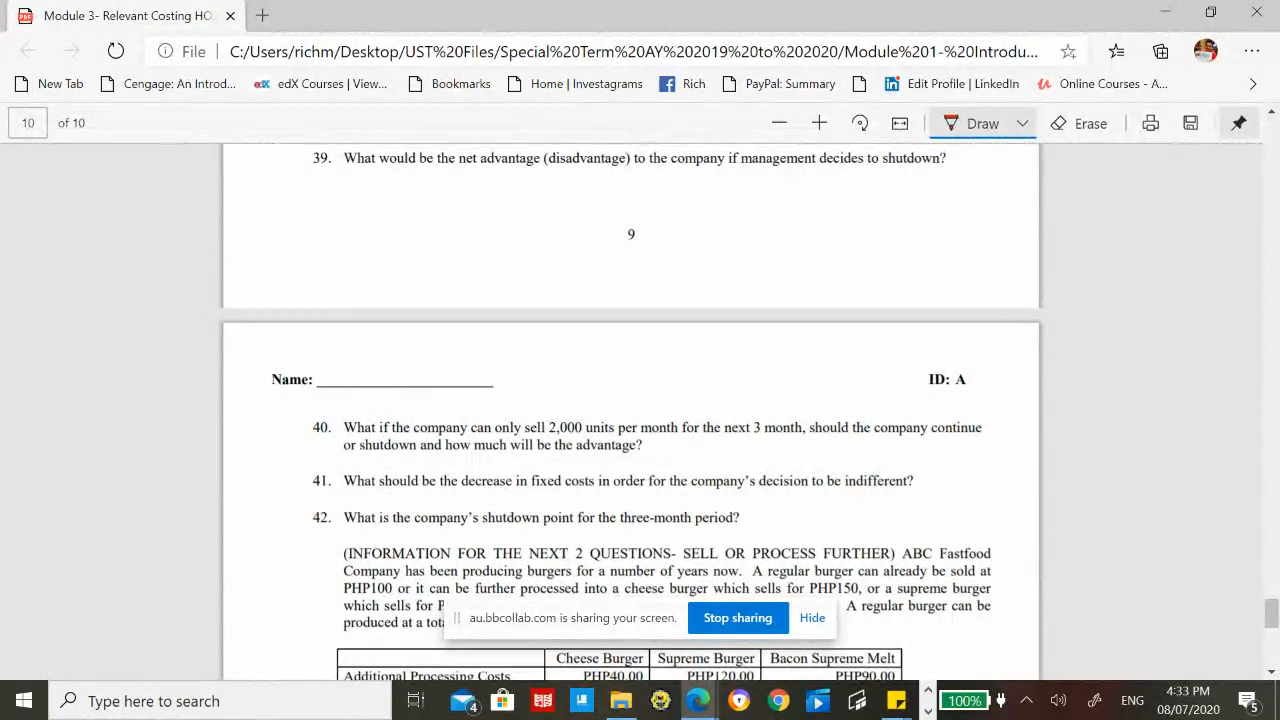 Module 3- Relevant Costing HO
File C:/Users/richm/Desktop/UST%20Files/Special%20Term%20AY%202019%20to%202020/Module%201-%20Introdu...
New Tab Cengage: An Introd... edX edX Courses | View... Bookmarks Home | Investagrams Rich PayPal: Summary in Edit Profile | LinkedIn Online Courses - A...
10 of 10 Draw Erase
39. What would be the net advantage (disadvantage) to the company if management decides to shutdown?
9
Name: ID: A
40. What if the company can only sell 2,000 units per month for the next 3 month, should the company continue
or shutdown and how much will be the advantage?
41. What should be the decrease in fixed costs in order for the company's decision to be indifferent?
42. What is the company's shutdown point for the three-month period?
(INFORMATION FOR THE NEXT 2 QUESTIONS- SELL OR PROCESS FURTHER) ABC Fastfood
Company has been producing burgers for a number of years now. A regular burger can already be sold at
PHP100 or it can be further processed into a cheese burger which sells for PHP150, or a supreme burger
which sells for P A regular burger can be
au.bbcollab.com is sharing your screen. Stop sharing Hide
produced at a tota
Cheese Burger Supreme Burger Bacon Supreme Melt
Additional Processing Costs PHP40.00 PHP120.00 PHP90.00
Type here to search 4 100% ENG 4:33 PM
08/07/2020 5